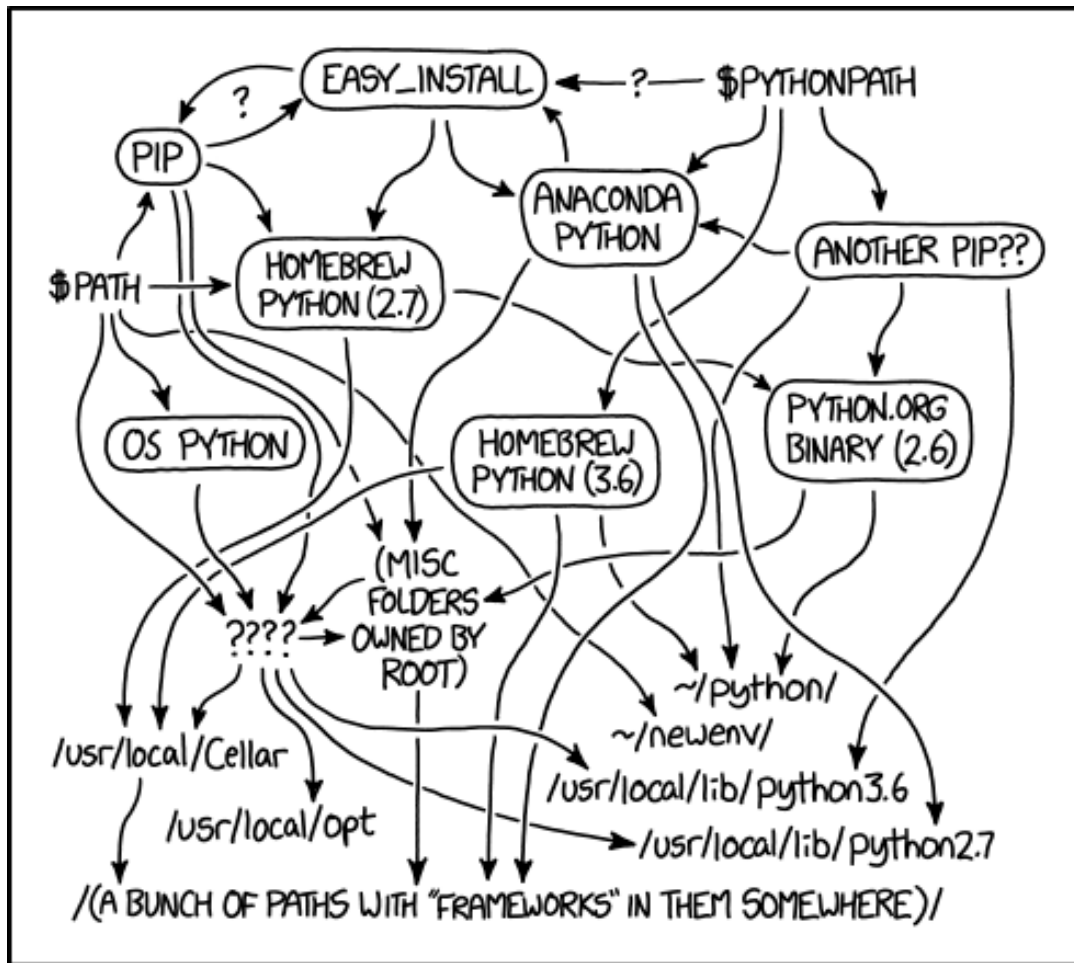 EASY_INSTALL
?
$PYTHONPATH
?
PIP
ANACONDA
PYTHON
ANOTHER PIP??
HOMEBREW
PYTHON (2.7)
$PATH
PYTHON.ORG
BINARY (2.6)
OS PYTHON
HOMEBREW
PYTHON (3.6)
(MISC
FOLDERS
OWNED BY
ROOT)
????
~/python/
~/newenv/
/usr/local/Cellar
/usr/local/lib/python3.6
/usr/local/opt
/usr/local/lib/python2.7
/(A BUNCH OF PATHS WITH "FRAMEWORKS" IN THEM SOMEWHERE)/